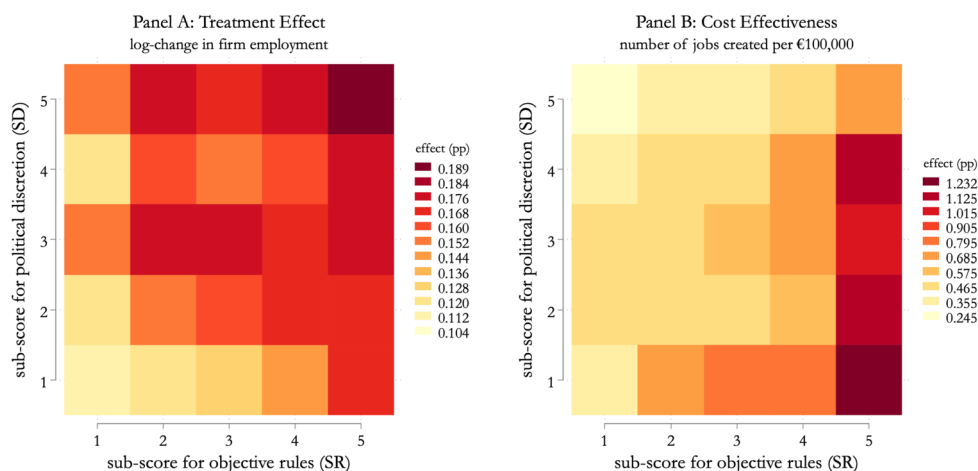 Panel A: Treatment Effect
log-change in firm employment
sub-score for political discretion (SD)
5
4
3
2
1
1 2 3 4 5
sub-score for objective rules (SR)
effect (pp)
0.189
0.184
0.176
0.168
0.160
0.152
0.144
0.136
0.128
0.120
0.112
0.104
Panel B: Cost Effectiveness
number of jobs created per €100,000
sub-score for political discretion (SD)
5
4
3
2
1
1 2 3 4 5
sub-score for objective rules (SR)
effect (pp)
1.232
1.125
1.015
0.905
0.795
0.685
0.575
0.465
0.355
0.245